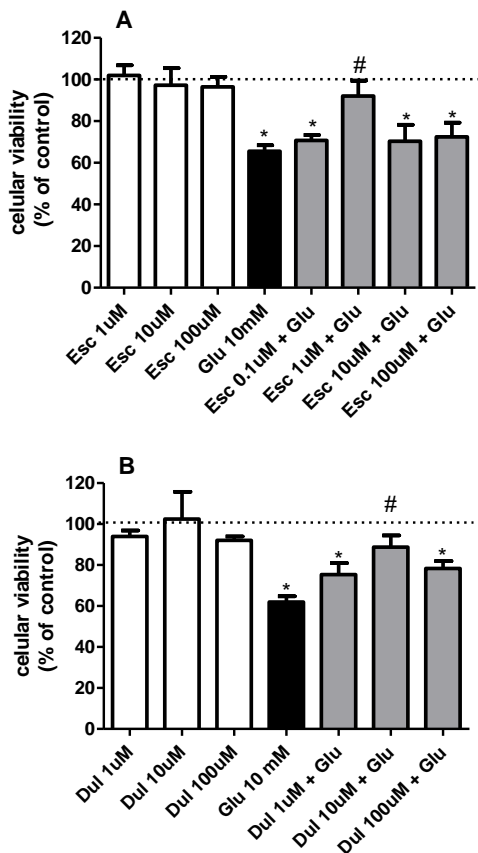 A
120
100
80
60
40
20
0
celular viability
(% of control)
*
*
#
*
*
Esc 1uM
Esc 10uM
Esc 100uM
Glu 10mM
Esc 0.1uM + Glu
Esc 1uM + Glu
Esc 10uM + Glu
Esc 100uM + Glu
B
120
100
80
60
40
20
0
celular viability
(% of control)
*
*
#
*
Dul 1uM
Dul 10uM
Dul 100uM
Glu 10 mM
Dul 1uM + Glu
Dul 10uM + Glu
Dul 100uM + Glu